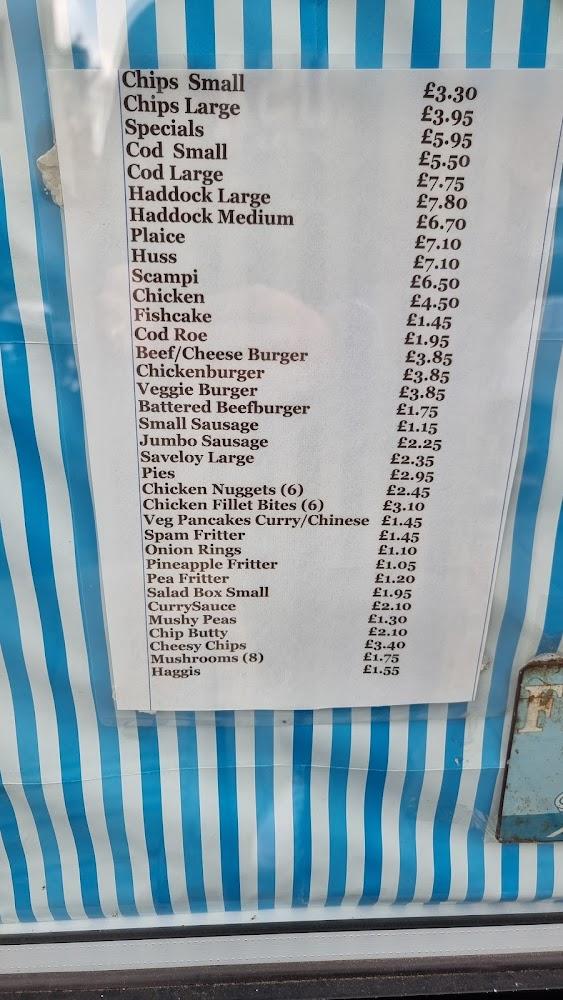 Chips Small £3.30
Chips Large £3.95
Specials £5.95
Cod Small £5.50
Cod Large £7.75
Haddock Large £7.80
Haddock Medium £6.70
Plaice £7.10
Huss £7.10
Scampi £6.50
Chicken £4.50
Fishcake £1.45
Cod Roe £1.95
Beef/Cheese Burger £3.85
Chickenburger £3.85
Veggie Burger £3.85
Battered Beefburger £1.75
Small Sausage £1.15
Jumbo Sausage £2.25
Saveloy Large £2.35
Pies £2.95
Chicken Nuggets (6) £2.45
Chicken Fillet Bites (6) £3.10
Veg Pancakes Curry/Chinese £1.45
Spam Fritter £1.45
Onion Rings £1.10
Pineapple Fritter £1.05
Pea Fritter £1.20
Salad Box Small £1.95
CurrySauce £2.10
Mushy Peas £1.30
Chip Butty £2.10
Cheesy Chips £3.40
Mushrooms (8) £1.75
Haggis £1.55